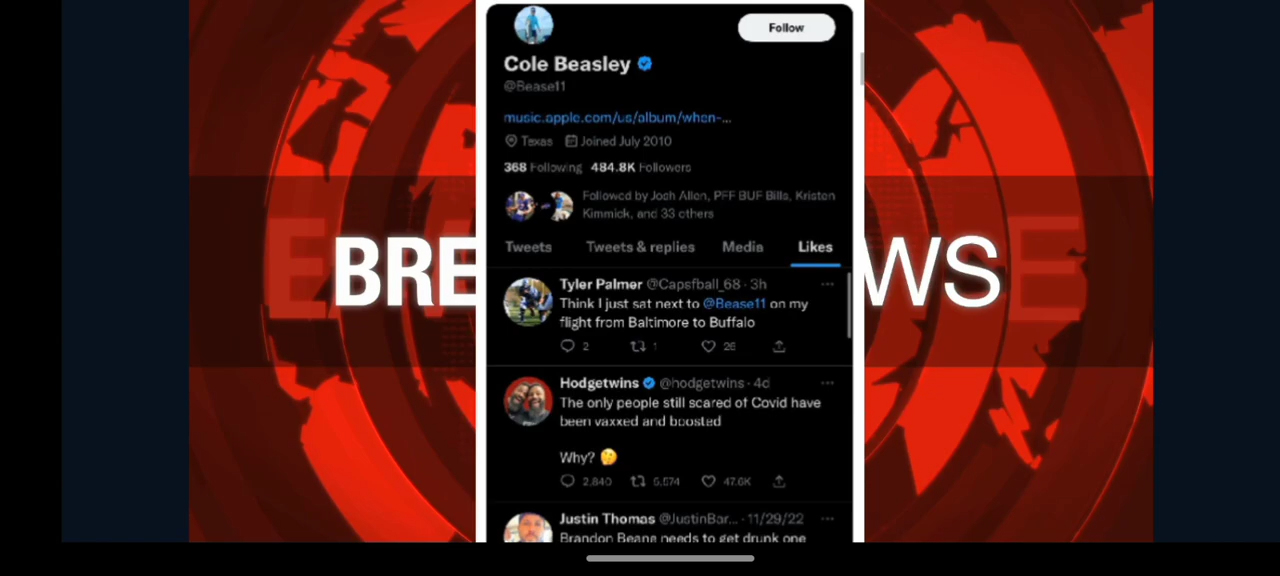 Follow
Cole Beasley
@Bease11
music.apple.com/us/album/when-...
Texas Joined July 2010
368 Following 484.8K Followers
Followed by Josh Allen, PFF BUF Bills, Kristen
Kimmick, and 33 others
Tweets Tweets & replies Media Likes
BRE WS
Tyler Palmer @Capsfball_68 · 3h ...
Think I just sat next to @Bease11 on my
flight from Baltimore to Buffalo
2 1 26
Hodgetwins @hodgetwins · 4d ...
The only people still scared of Covid have
been vaxxed and boosted
Why? 🤔
2,840 6,574 47.6K
Justin Thomas @JustinBar... · 11/29/22 ...
Brandon Beane needs to get drunk one